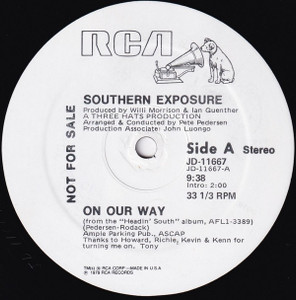 RCA
SOUTHERN EXPOSURE
Produced by Willi Morrison & Ian Guenther
A THREE HATS PRODUCTION
Arranged & Conducted by Pete Pedersen
Production Associate: John Luongo
NOT FOR SALE
Side A Stereo
JD-11667
JD-11667-A
9:38
Intro: 2:00
33 1/3 RPM
ON OUR WAY
(from the "Headin' South" album, AFL1-3389)
(Pedersen-Rodack)
Ample Parking Pub., ASCAP
Thanks to Howard, Richie, Kevin & Kenn for
turning me on. Tony
TM(s) ® RCA CORP—MADE IN U.S.A.
℗ 1979 RCA RECORDS